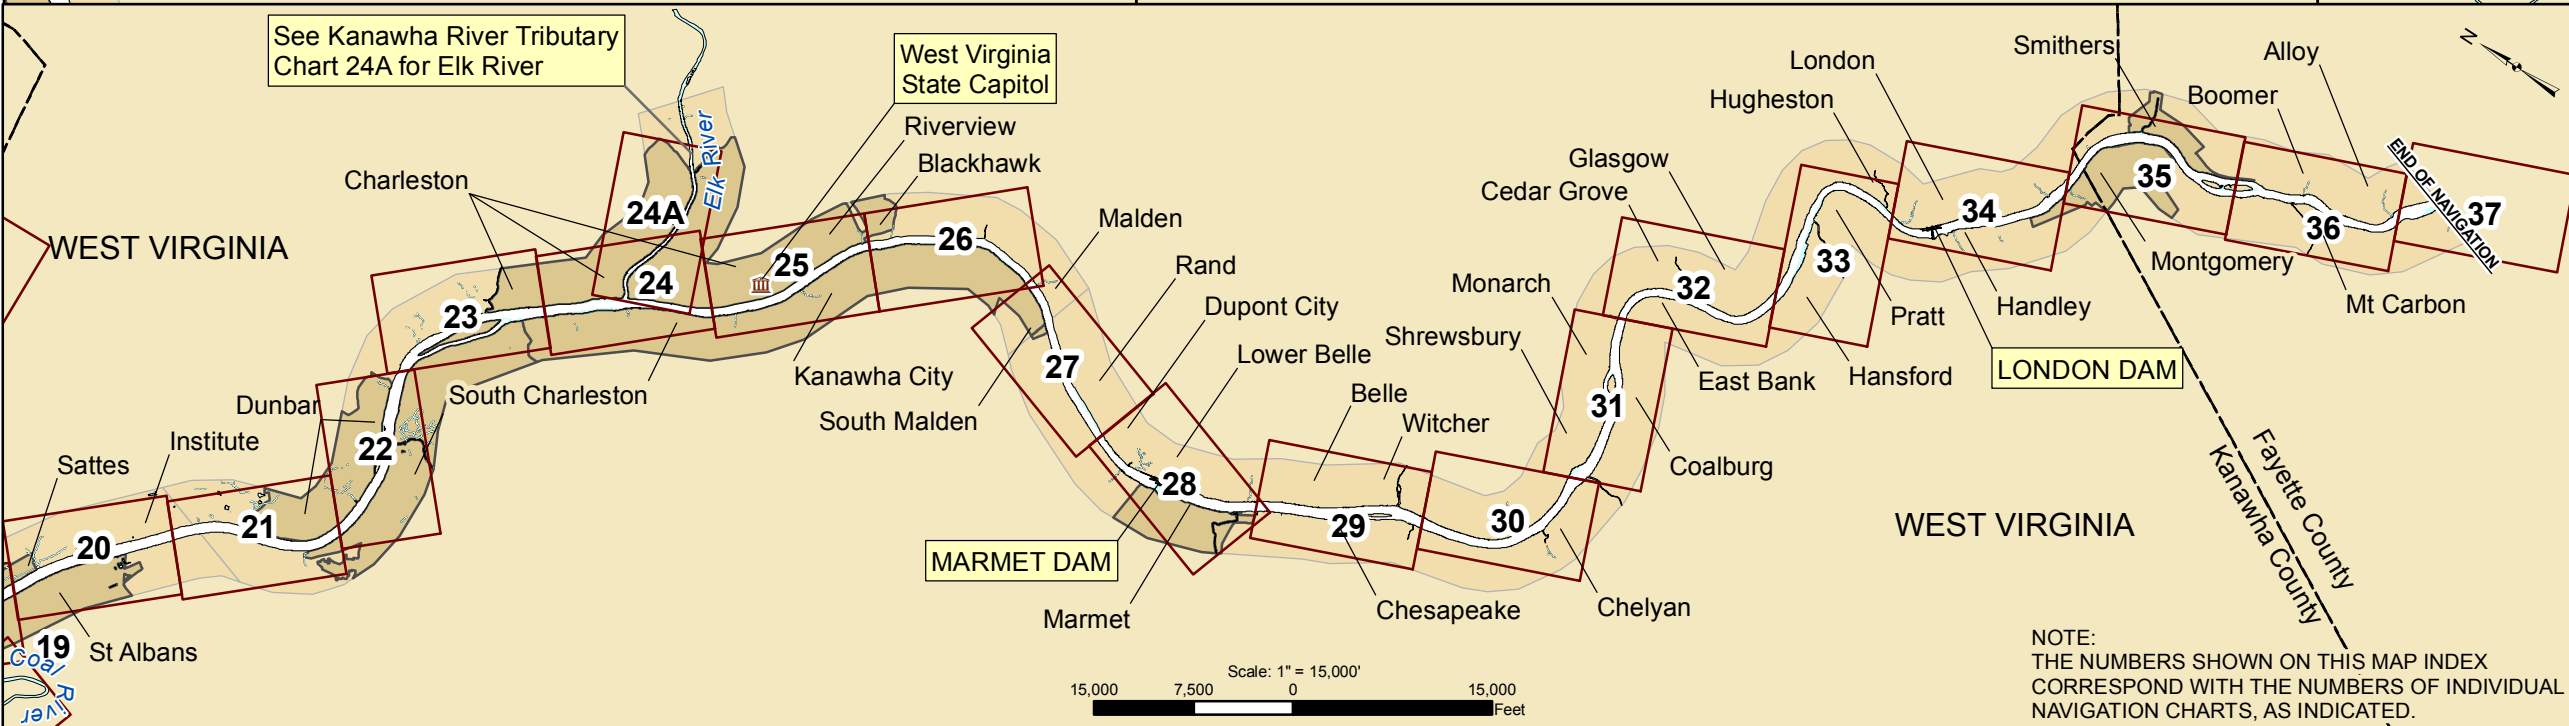 See Kanawha River Tributary
Chart 24A for Elk River
West Virginia
State Capitol
Riverview
Blackhawk
Elk River
Charleston
WEST VIRGINIA
24A
24
25
26
23
22
21
20
19
Coal River
Sattes
Institute
Dunbar
South Charleston
St Albans
Kanawha City
South Malden
Malden
Rand
Dupont City
Lower Belle
Belle
Witcher
27
28
29
30
31
32
33
34
35
36
37
MARMET DAM
Marmet
Chesapeake
Chelyan
Coalburg
Shrewsbury
Monarch
Cedar Grove
Glasgow
Hugheston
London
Smithers
Boomer
Alloy
N
END OF NAVIGATION
East Bank
Hansford
Pratt
Handley
Montgomery
Mt Carbon
LONDON DAM
WEST VIRGINIA
Fayette County
Kanawha County
Scale: 1" = 15,000'
15,000 7,500 0 15,000
Feet
NOTE:
THE NUMBERS SHOWN ON THIS MAP INDEX
CORRESPOND WITH THE NUMBERS OF INDIVIDUAL
NAVIGATION CHARTS, AS INDICATED.